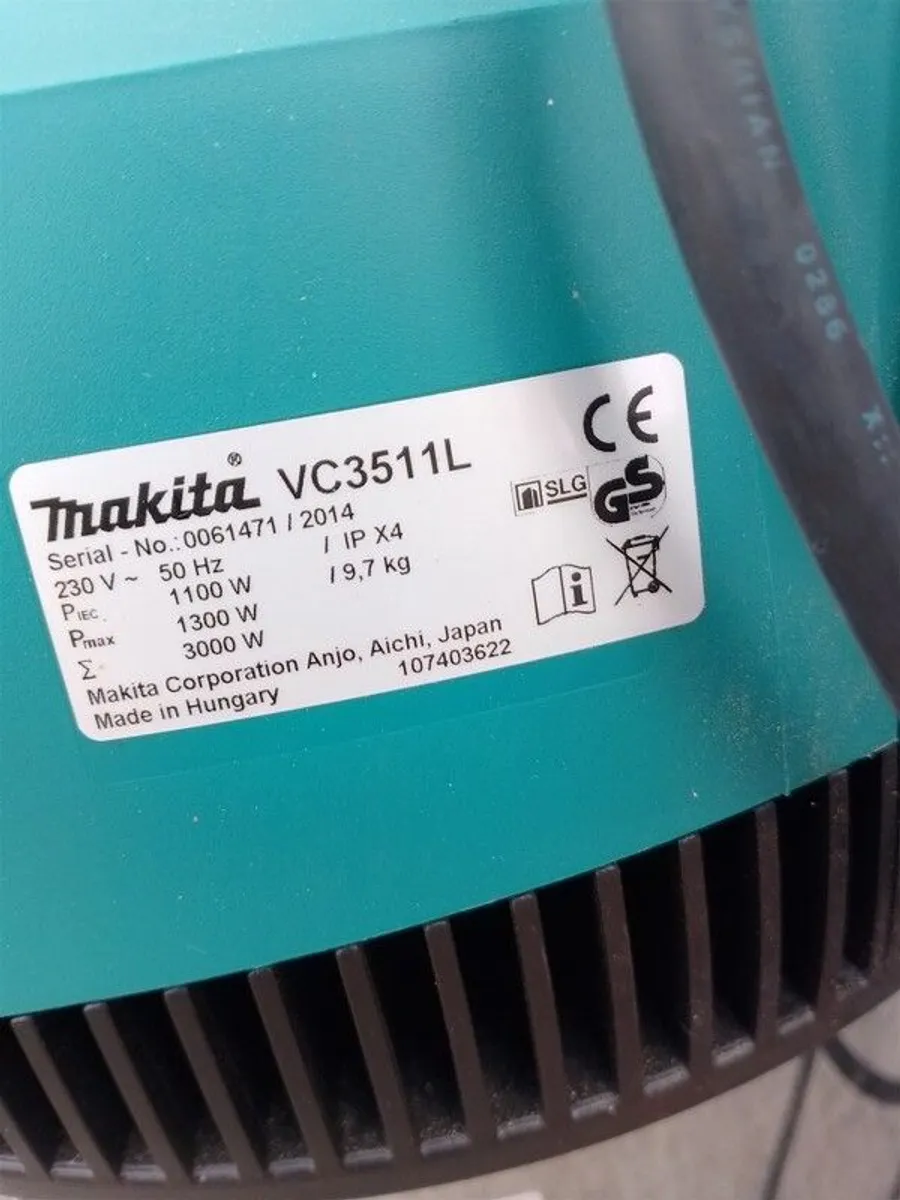 makita® VC3511L
Serial - No.: 0061471 / 2014
230 V ~ 50 Hz / IP X4
PIEC 1100 W / 9,7 kg
Pmax 1300 W
Σ 3000 W
Makita Corporation Anjo, Aichi, Japan
Made in Hungary 107403622
CE
SLG GS
i
0286